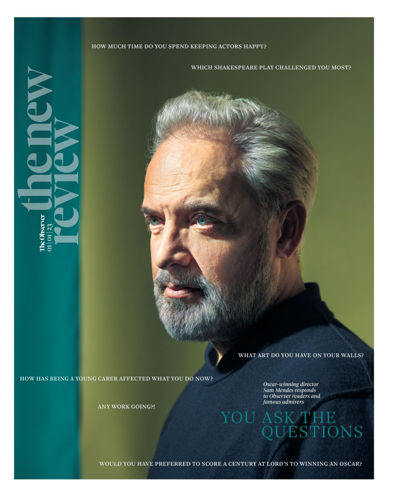 HOW MUCH TIME DO YOU SPEND KEEPING ACTORS HAPPY?
WHICH SHAKESPEARE PLAY CHALLENGED YOU MOST?
the new
review
The Observer
01 | 01 | 23
WHAT ART DO YOU HAVE ON YOUR WALLS?
HOW HAS BEING A YOUNG CARER AFFECTED WHAT YOU DO NOW?
Oscar-winning director
Sam Mendes responds
to Observer readers and
famous admirers
ANY WORK GOING?!
YOU ASK THE
QUESTIONS
WOULD YOU HAVE PREFERRED TO SCORE A CENTURY AT LORD'S TO WINNING AN OSCAR?